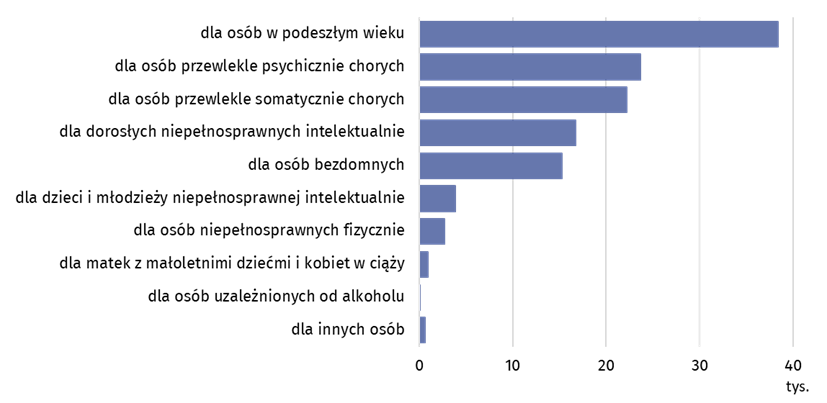 dla osób w podeszłym wieku
dla osób przewlekle psychicznie chorych
dla osób przewlekle somatycznie chorych
dla dorosłych niepełnosprawnych intelektualnie
dla osób bezdomnych
dla dzieci i młodzieży niepełnosprawnej intelektualnie
dla osób niepełnosprawnych fizycznie
dla matek z małoletnimi dziećmi i kobiet w ciąży
dla osób uzależnionych od alkoholu
dla innych osób
0 10 20 30 40
tys.